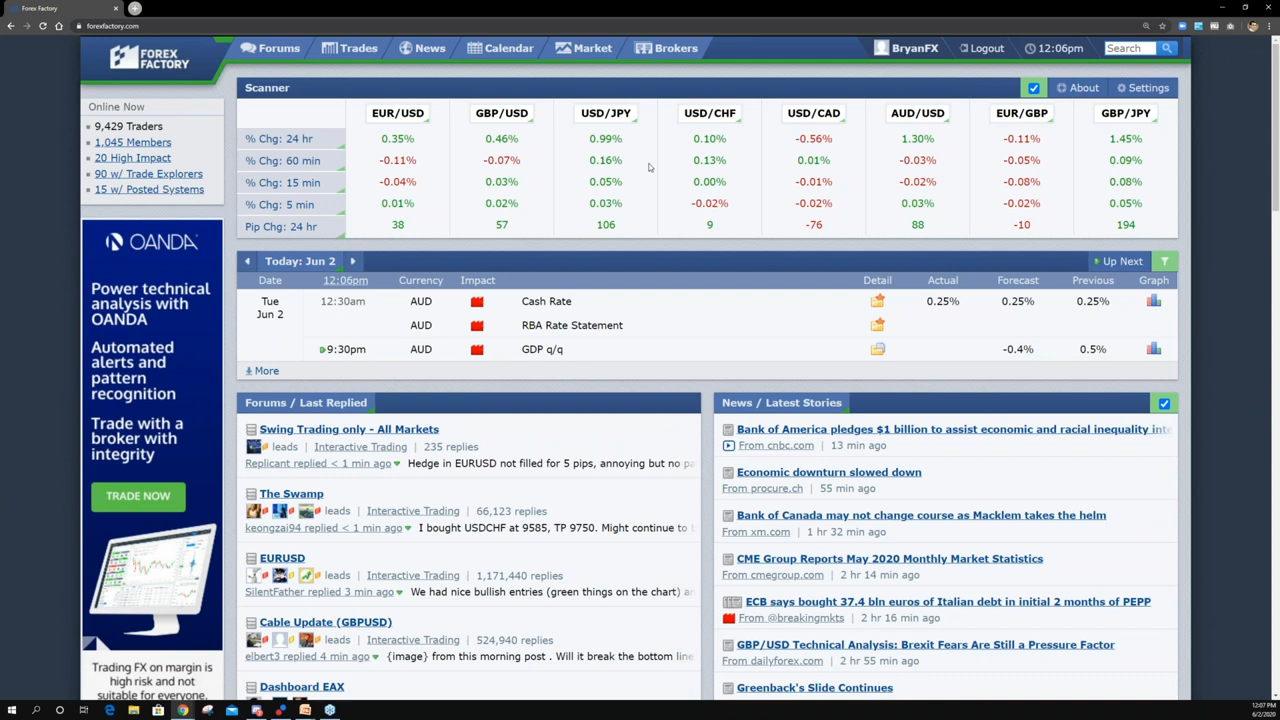 Forex Factory
forexfactory.com
FOREX
FACTORY
Forums
Trades
News
Calendar
Market
Brokers
BryanFX
Logout
12:06pm
Search
Online Now
9,429 Traders
1,045 Members
20 High Impact
90 w/ Trade Explorers
15 w/ Posted Systems
OANDA
Power technical
analysis with
OANDA
Automated
alerts and
pattern
recognition
Trade with a
broker with
integrity
TRADE NOW
Trading FX on margin is
high risk and not
suitable for everyone.
Scanner
About
Settings
EUR/USD GBP/USD USD/JPY USD/CHF USD/CAD AUD/USD EUR/GBP GBP/JPY
% Chg: 24 hr 0.35% 0.46% 0.99% 0.10% -0.56% 1.30% -0.11% 1.45%
% Chg: 60 min -0.11% -0.07% 0.16% 0.13% 0.01% -0.03% -0.05% 0.09%
% Chg: 15 min -0.04% 0.03% 0.05% 0.00% -0.01% -0.02% -0.08% 0.08%
% Chg: 5 min 0.01% 0.02% 0.03% -0.02% -0.02% 0.03% -0.02% 0.05%
Pip Chg: 24 hr 38 57 106 9 -76 88 -10 194
Today: Jun 2
Up Next
Date 12:06pm Currency Impact Detail Actual Forecast Previous Graph
Tue
Jun 2
12:30am AUD Cash Rate 0.25% 0.25% 0.25%
AUD RBA Rate Statement
9:30pm AUD GDP q/q -0.4% 0.5%
More
Forums / Last Replied
Swing Trading only - All Markets
leads | Interactive Trading | 235 replies
Replicant replied < 1 min ago Hedge in EURUSD not filled for 5 pips, annoying but no pa
The Swamp
leads | Interactive Trading | 66,123 replies
keongzai94 replied < 1 min ago I bought USDCHF at 9585, TP 9750. Might continue to b
EURUSD
leads | Interactive Trading | 1,171,440 replies
SilentFather replied 3 min ago We had nice bullish entries (green things on the chart) a
Cable Update (GBPUSD)
leads | Interactive Trading | 524,940 replies
elbert3 replied 4 min ago {image} from this morning post . Will it break the bottom line
Dashboard EAX
News / Latest Stories
Bank of America pledges $1 billion to assist economic and racial inequality inte
From cnbc.com | 13 min ago
Economic downturn slowed down
From procure.ch | 55 min ago
Bank of Canada may not change course as Macklem takes the helm
From xm.com | 1 hr 32 min ago
CME Group Reports May 2020 Monthly Market Statistics
From cmegroup.com | 2 hr 14 min ago
ECB says bought 37.4 bln euros of Italian debt in initial 2 months of PEPP
From @breakingmkts | 2 hr 16 min ago
GBP/USD Technical Analysis: Brexit Fears Are Still a Pressure Factor
From dailyforex.com | 2 hr 55 min ago
Greenback's Slide Continues
12:07 PM
6/2/2020